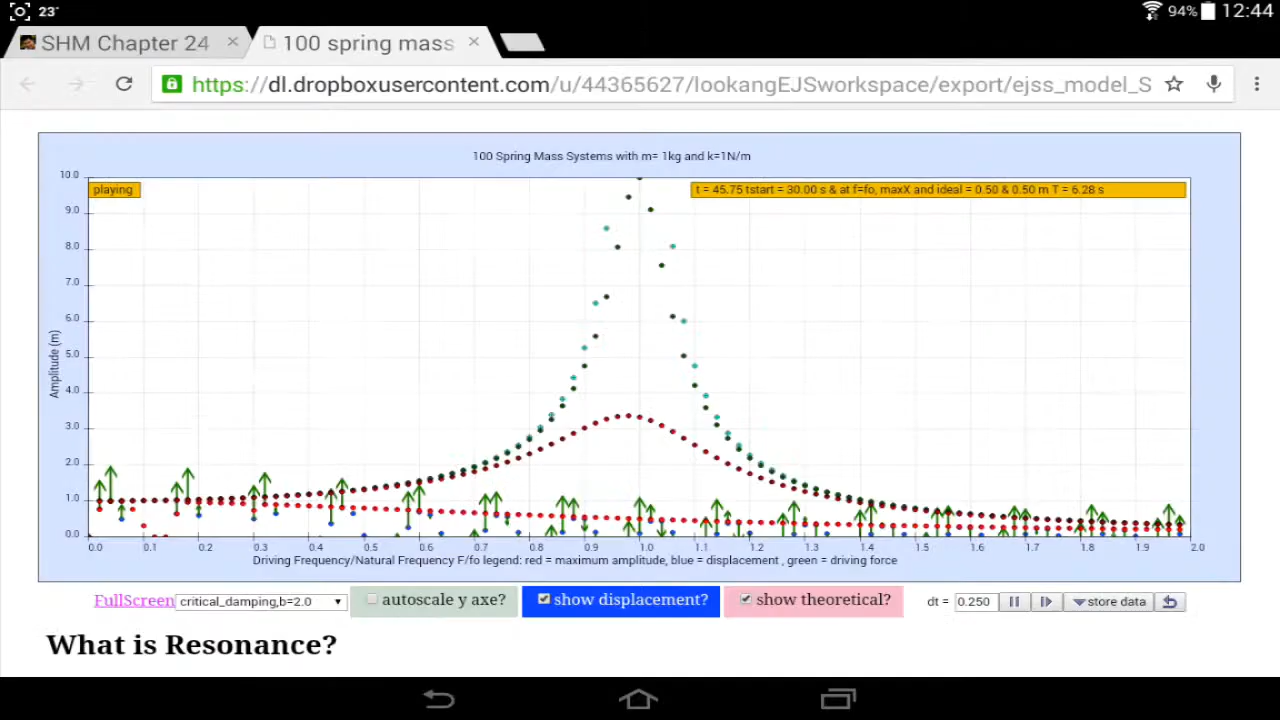 23°
94% 12:44
SHM Chapter 24 × 100 spring mass ×
https://dl.dropboxusercontent.com/u/44365627/lookangEJSworkspace/export/ejss_model_S
100 Spring Mass Systems with m= 1kg and k=1N/m
playing
t = 45.75 tstart = 30.00 s & at f=fo, maxX and ideal = 0.50 & 0.50 m T = 6.28 s
10.0
9.0
8.0
7.0
6.0
5.0
4.0
3.0
2.0
1.0
0.0
Amplitude (m)
0.0 0.1 0.2 0.3 0.4 0.5 0.6 0.7 0.8 0.9 1.0 1.1 1.2 1.3 1.4 1.5 1.6 1.7 1.8 1.9 2.0
Driving Frequency/Natural Frequency F/fo legend: red = maximum amplitude, blue = displacement , green = driving force
FullScreen critical_damping,b=2.0 autoscale y axe? show displacement? show theoretical? dt = 0.250 store data
What is Resonance?